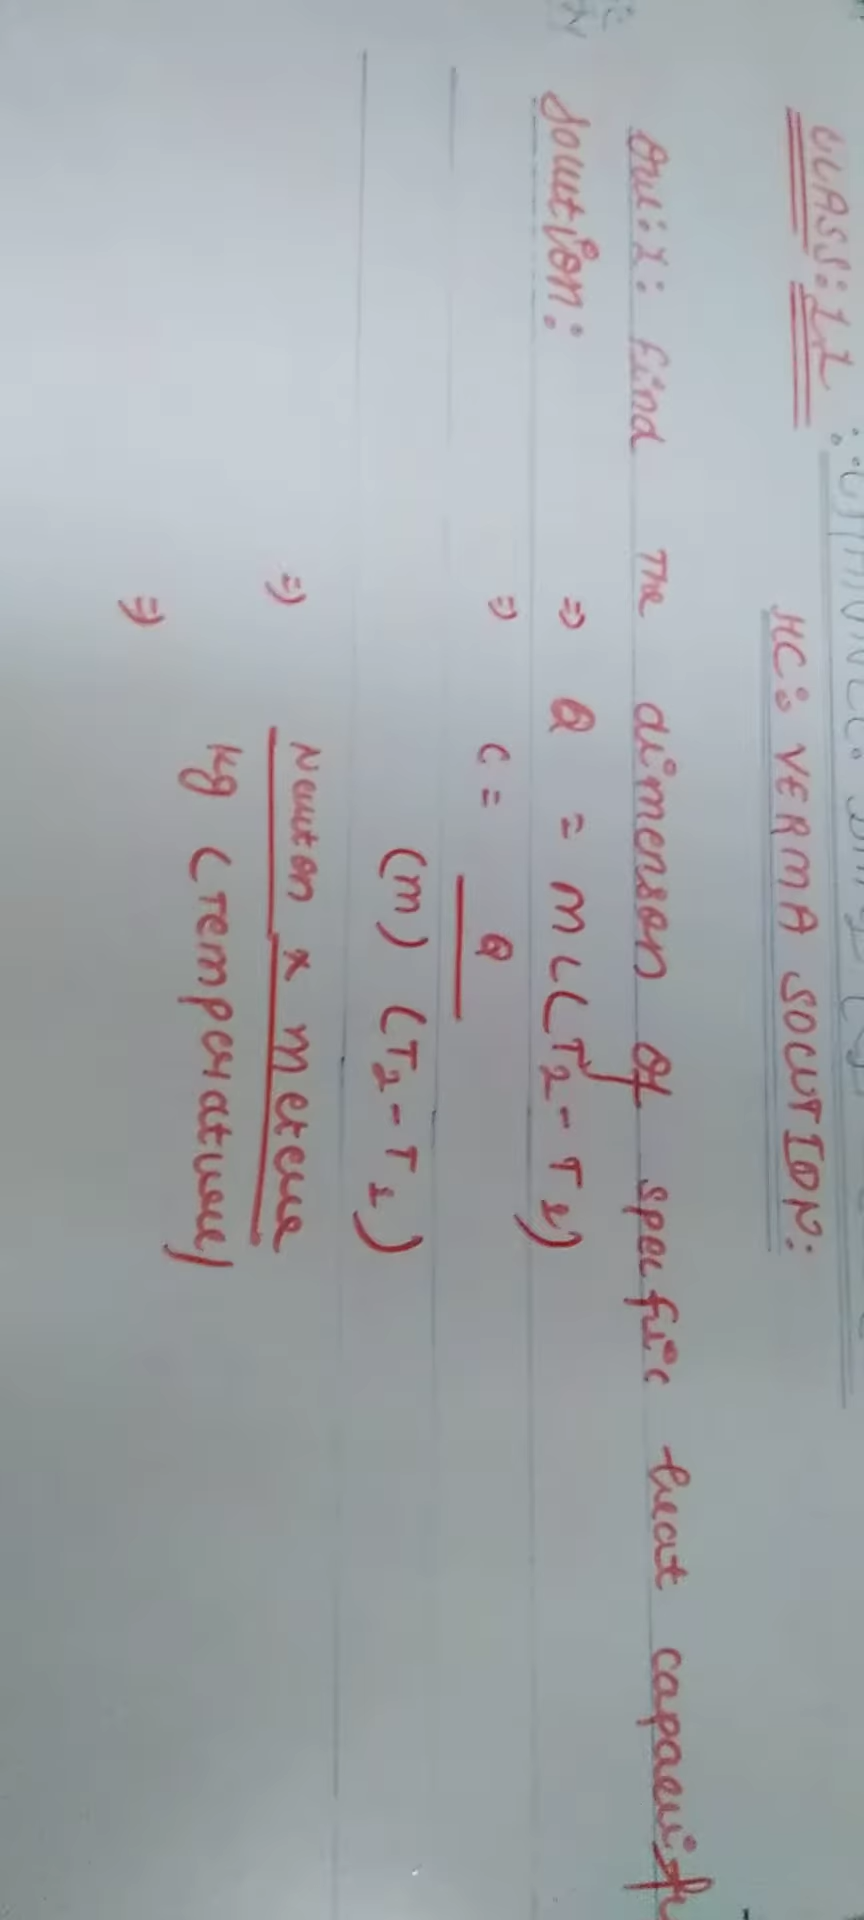 CLASS: 11
HC: VERMA SOLUTION:
Que: 1: Find The dimenson of specific heat capacity
Solution:
⇒ Q = mc(T₂ - T₁)
⇒ C = Q
(m) (T₂ - T₁)
⇒ Newton x metere
kg (Temperature)
⇒